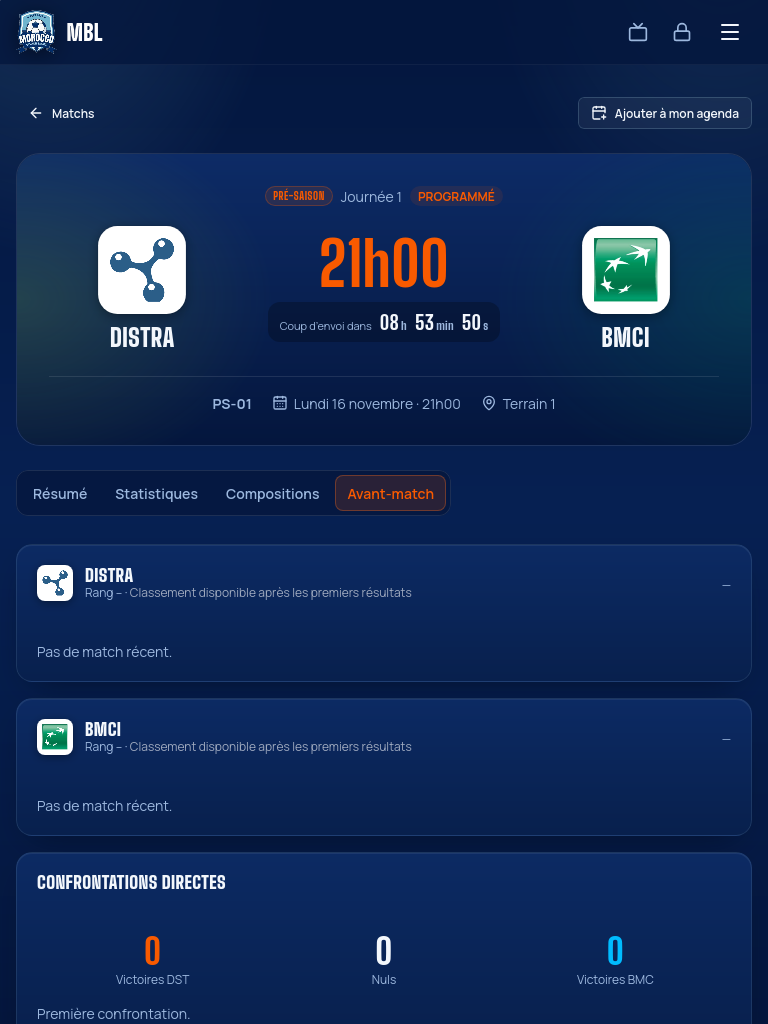 MOROCCO
MBL
Matchs
Ajouter à mon agenda
PRÉ-SAISON Journée 1 PROGRAMMÉ
21h00
Coup d'envoi dans 08 h 53 min 50 s
DISTRA
BMCI
PS-01 Lundi 16 novembre · 21h00 Terrain 1
Résumé Statistiques Compositions Avant-match
DISTRA
Rang – · Classement disponible après les premiers résultats
—
Pas de match récent.
BMCI
Rang – · Classement disponible après les premiers résultats
—
Pas de match récent.
CONFRONTATIONS DIRECTES
0 0 0
Victoires DST Nuls Victoires BMC
Première confrontation.